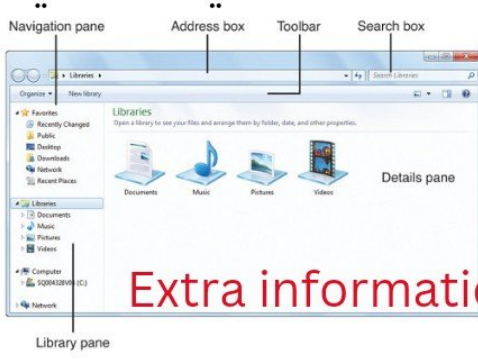 Navigation pane Address box Toolbar Search box
Libraries
Search Libraries
Organize New library
Favorites
Recently Changed
Public
Desktop
Downloads
Network
Recent Places
Libraries
Documents
Music
Pictures
Videos
Computer
SQ004328V04 (C:)
Network
Libraries
Open a library to see your files and arrange them by folder, date, and other properties.
Documents Music Pictures Videos
Details pane
Extra informatio
Library pane